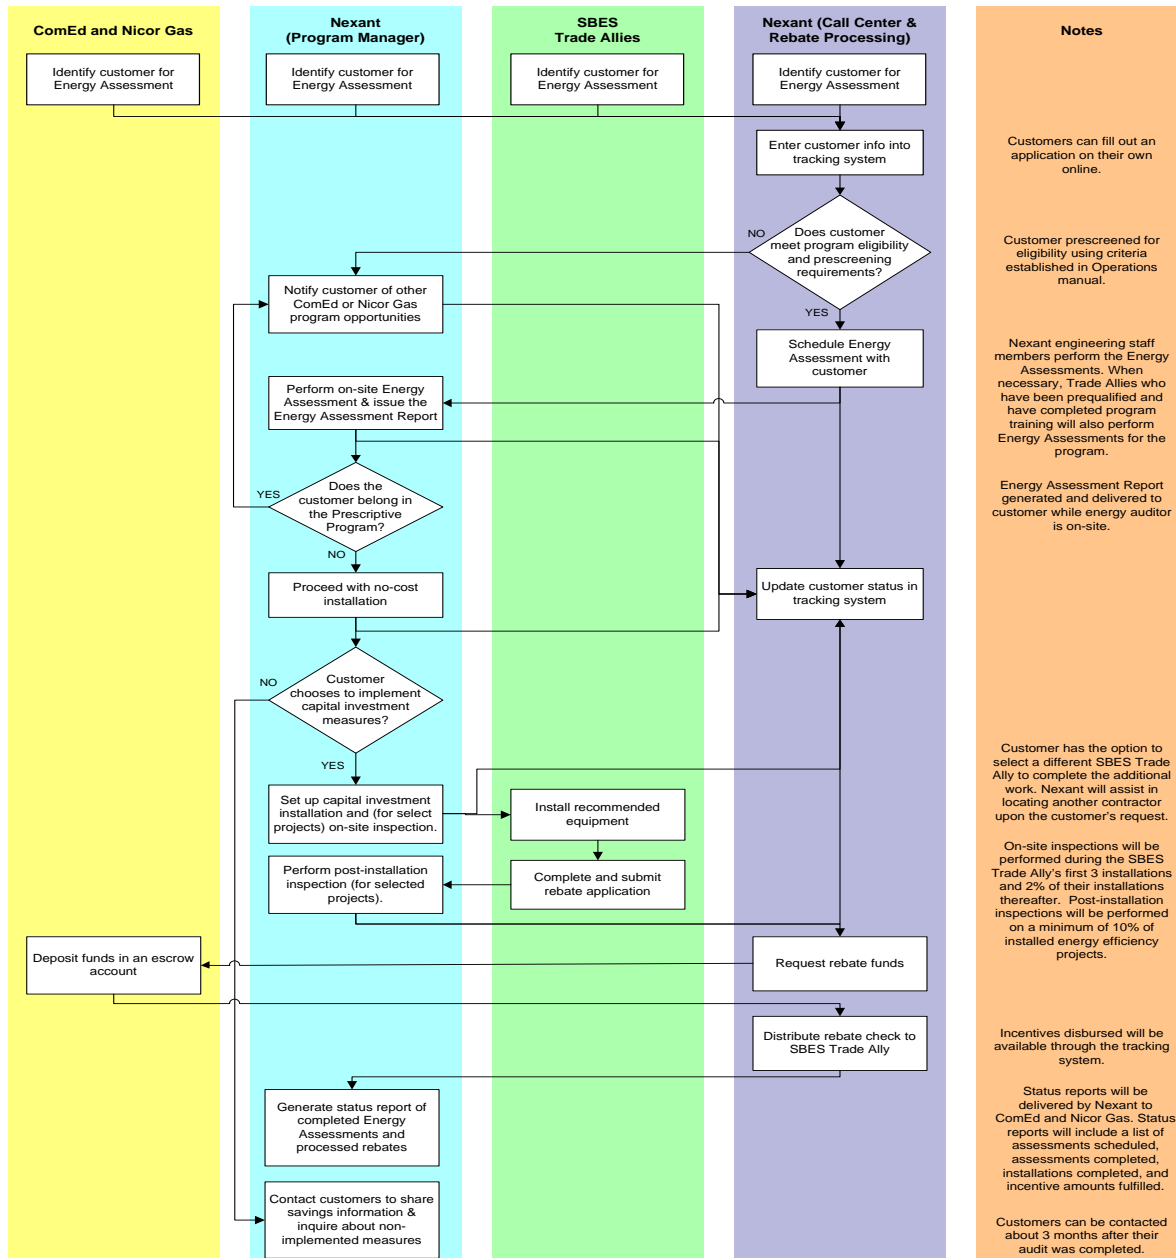 ComEd and Nicor Gas
Nexant
(Program Manager)
SBES
Trade Allies
Nexant (Call Center &
Rebate Processing)
Notes
Identify customer for
Energy Assessment
Identify customer for
Energy Assessment
Identify customer for
Energy Assessment
Identify customer for
Energy Assessment
Enter customer info into
tracking system
Customers can fill out an
application on their own
online.
NO
Does customer
meet program eligibility
and prescreening
requirements?
Customer prescreened for
eligibility using criteria
established in Operations
manual.
Notify customer of other
ComEd or Nicor Gas
program opportunities
YES
Schedule Energy
Assessment with
customer
Nexant engineering staff
members perform the Energy
Assessments. When
necessary, Trade Allies who
have been prequalified and
have completed program
training will also perform
Energy Assessments for the
program.
Perform on-site Energy
Assessment & issue the
Energy Assessment Report
YES
Does the
customer belong in
the Prescriptive
Program?
Energy Assessment Report
generated and delivered to
customer while energy auditor
is on-site.
NO
Proceed with no-cost
installation
Update customer status in
tracking system
NO
Customer
chooses to implement
capital investment
measures?
YES
Set up capital investment
installation and (for select
projects) on-site inspection.
Install recommended
equipment
Customer has the option to
select a different SBES Trade
Ally to complete the additional
work. Nexant will assist in
locating another contractor
upon the customer's request.
Perform post-installation
inspection (for selected
projects).
Complete and submit
rebate application
On-site inspections will be
performed during the SBES
Trade Ally's first 3 installations
and 2% of their installations
thereafter. Post-installation
inspections will be performed
on a minimum of 10% of
installed energy efficiency
projects.
Deposit funds in an escrow
account
Request rebate funds
Distribute rebate check to
SBES Trade Ally
Incentives disbursed will be
available through the tracking
system.
Generate status report of
completed Energy
Assessments and
processed rebates
Status reports will be
delivered by Nexant to
ComEd and Nicor Gas. Status
reports will include a list of
assessments scheduled,
assessments completed,
installations completed, and
incentive amounts fulfilled.
Contact customers to share
savings information &
inquire about non-
implemented measures
Customers can be contacted
about 3 months after their
audit was completed.